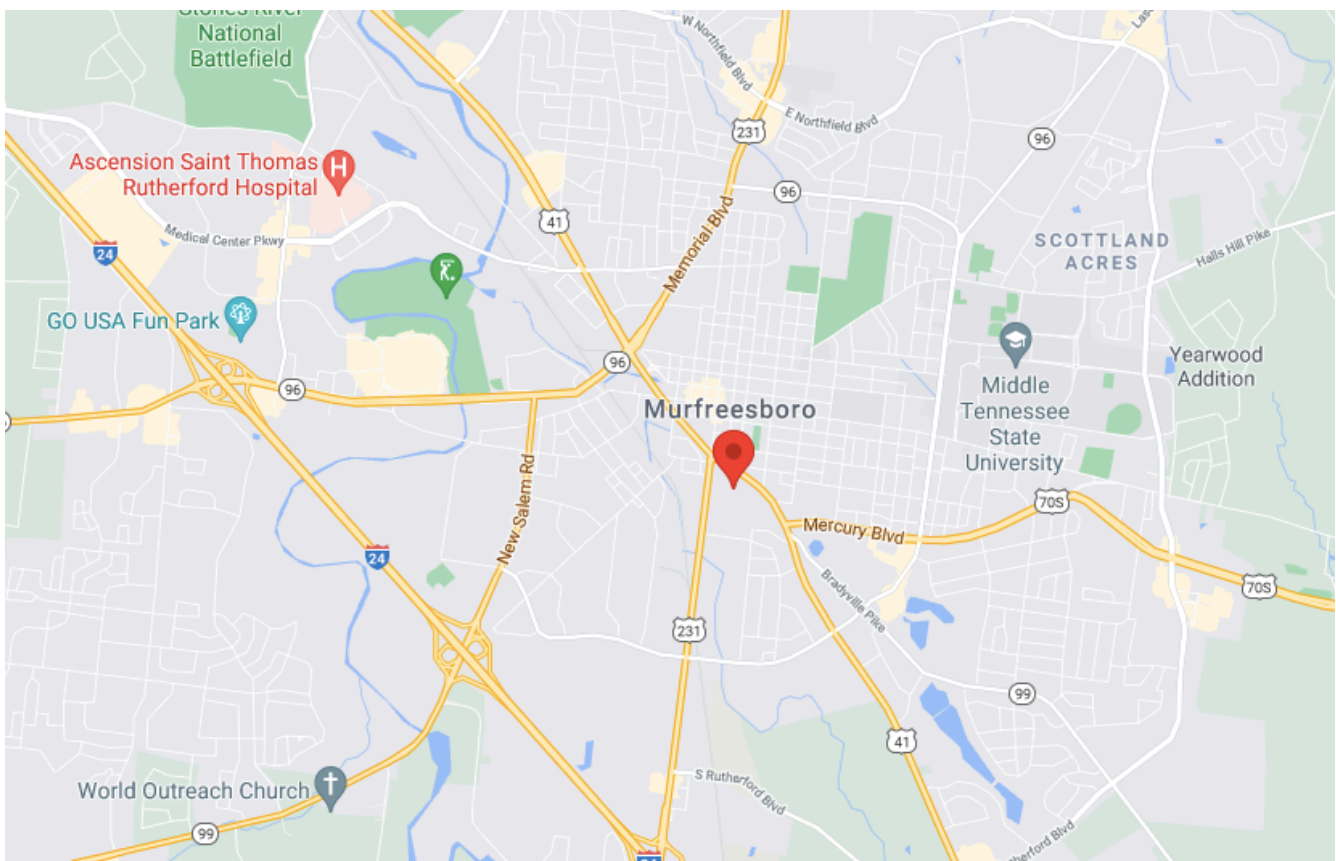 Stones River
National
Battlefield
W Northfield Blvd
E Northfield Blvd
231
96
Ascension Saint Thomas
Rutherford Hospital
H
96
41
Memorial Blvd
Medical Center Pkwy
24
SCOTTLAND
ACRES
Halls Hill Pike
GO USA Fun Park
96
96
Middle
Tennessee
State
University
Yearwood
Addition
Murfreesboro
New Salem Rd
70S
Mercury Blvd
24
Bradyville Pike
70S
231
99
41
S Rutherford Blvd
World Outreach Church
99
24